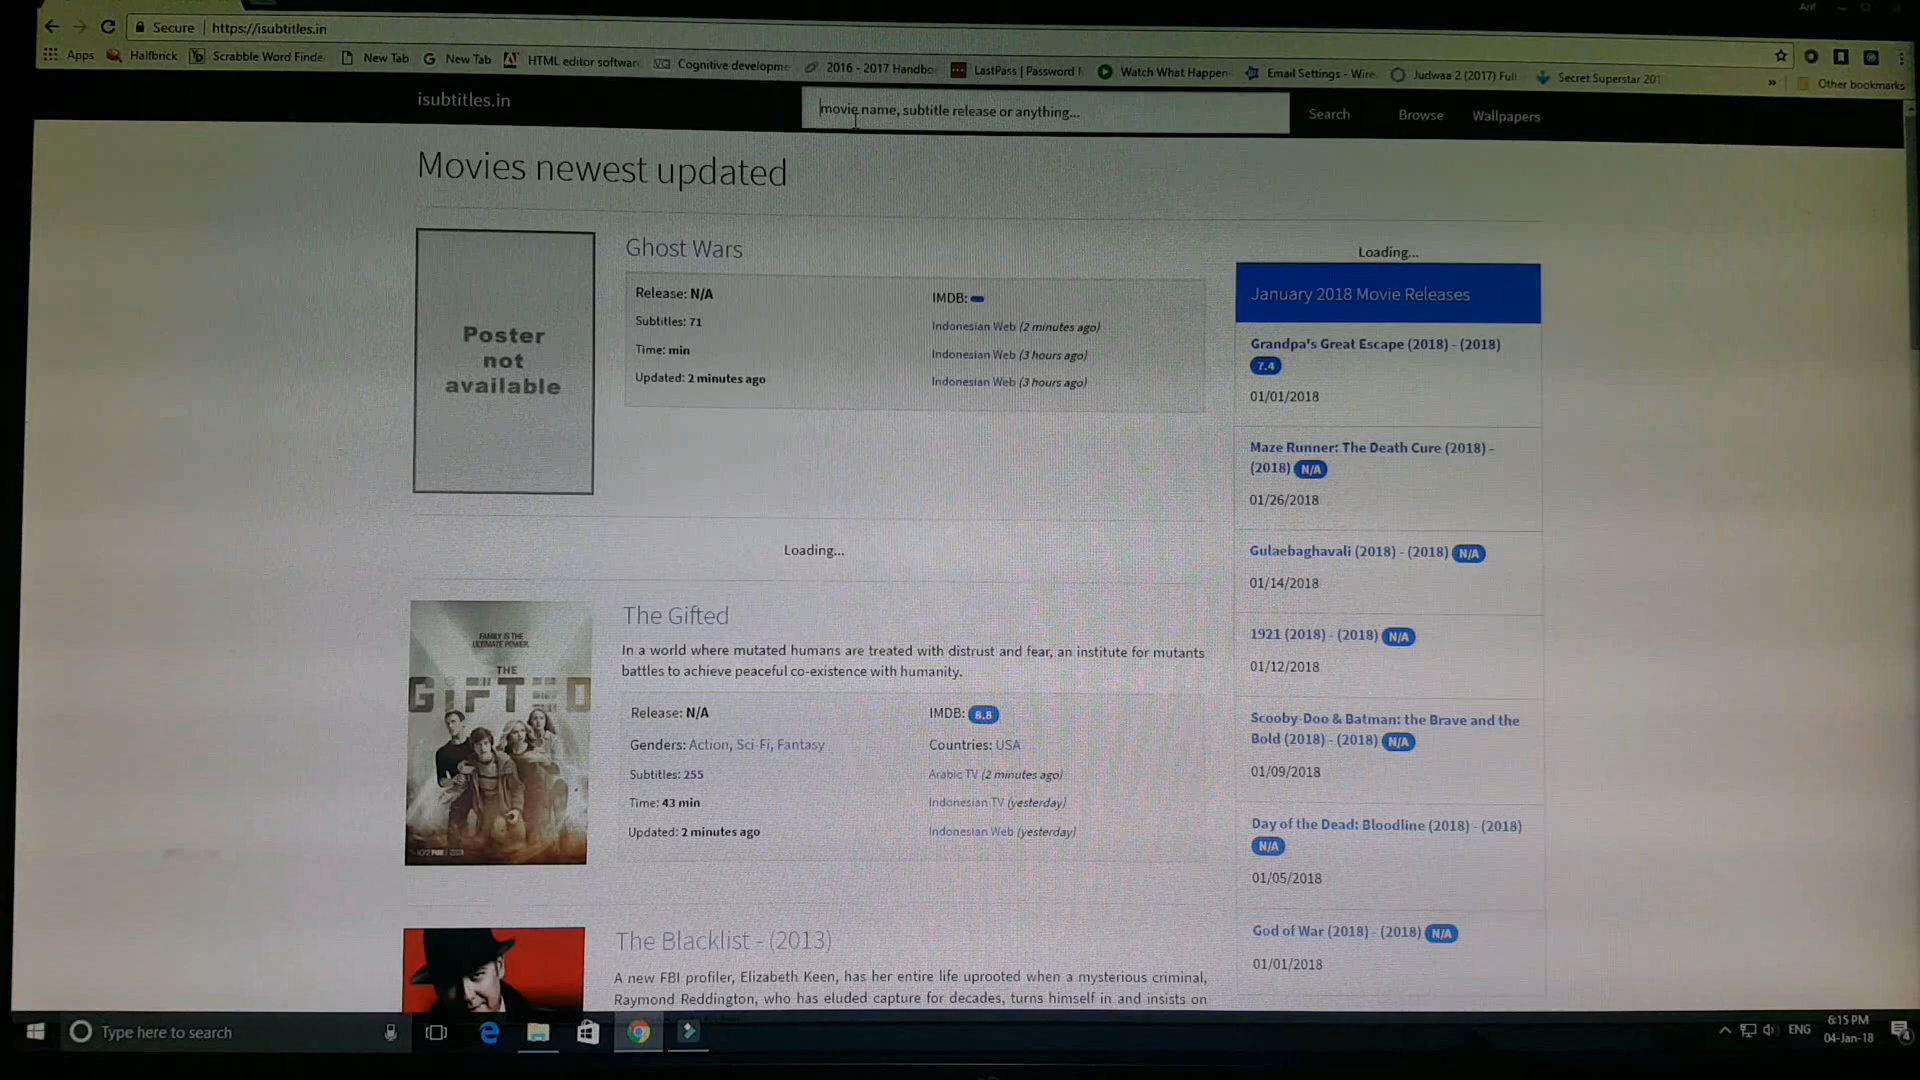 Arif
Secure https://isubtitles.in
Apps Halfbrick Scrabble Word Finde New Tab New Tab HTML editor softwar Cognitive developme 2016 - 2017 Handbo LastPass | Password Watch What Happen Email Settings - Wire Judwaa 2 (2017) Full Secret Superstar 201 » Other bookmarks
isubtitles.in movie name, subtitle release or anything... Search Browse Wallpapers
Movies newest updated
Poster
not
available
Ghost Wars
Release: N/A
Subtitles: 71
Time: min
Updated: 2 minutes ago
IMDB:
Indonesian Web (2 minutes ago)
Indonesian Web (3 hours ago)
Indonesian Web (3 hours ago)
Loading...
FAMILY IS THE
ULTIMATE POWER.
THE
GIFTED
FOX
The Gifted
In a world where mutated humans are treated with distrust and fear, an institute for mutants
battles to achieve peaceful co-existence with humanity.
Release: N/A
Genders: Action, Sci-Fi, Fantasy
Subtitles: 255
Time: 43 min
Updated: 2 minutes ago
IMDB: 8.8
Countries: USA
Arabic TV (2 minutes ago)
Indonesian TV (yesterday)
Indonesian Web (yesterday)
The Blacklist - (2013)
A new FBI profiler, Elizabeth Keen, has her entire life uprooted when a mysterious criminal,
Raymond Reddington, who has eluded capture for decades, turns himself in and insists on
Loading...
January 2018 Movie Releases
Grandpa's Great Escape (2018) - (2018)
7.4
01/01/2018
Maze Runner: The Death Cure (2018) -
(2018) N/A
01/26/2018
Gulaebaghavali (2018) - (2018) N/A
01/14/2018
1921 (2018) - (2018) N/A
01/12/2018
Scooby-Doo & Batman: the Brave and the
Bold (2018) - (2018) N/A
01/09/2018
Day of the Dead: Bloodline (2018) - (2018)
N/A
01/05/2018
God of War (2018) - (2018) N/A
01/01/2018
Type here to search
ENG
6:15 PM
04-Jan-18
4